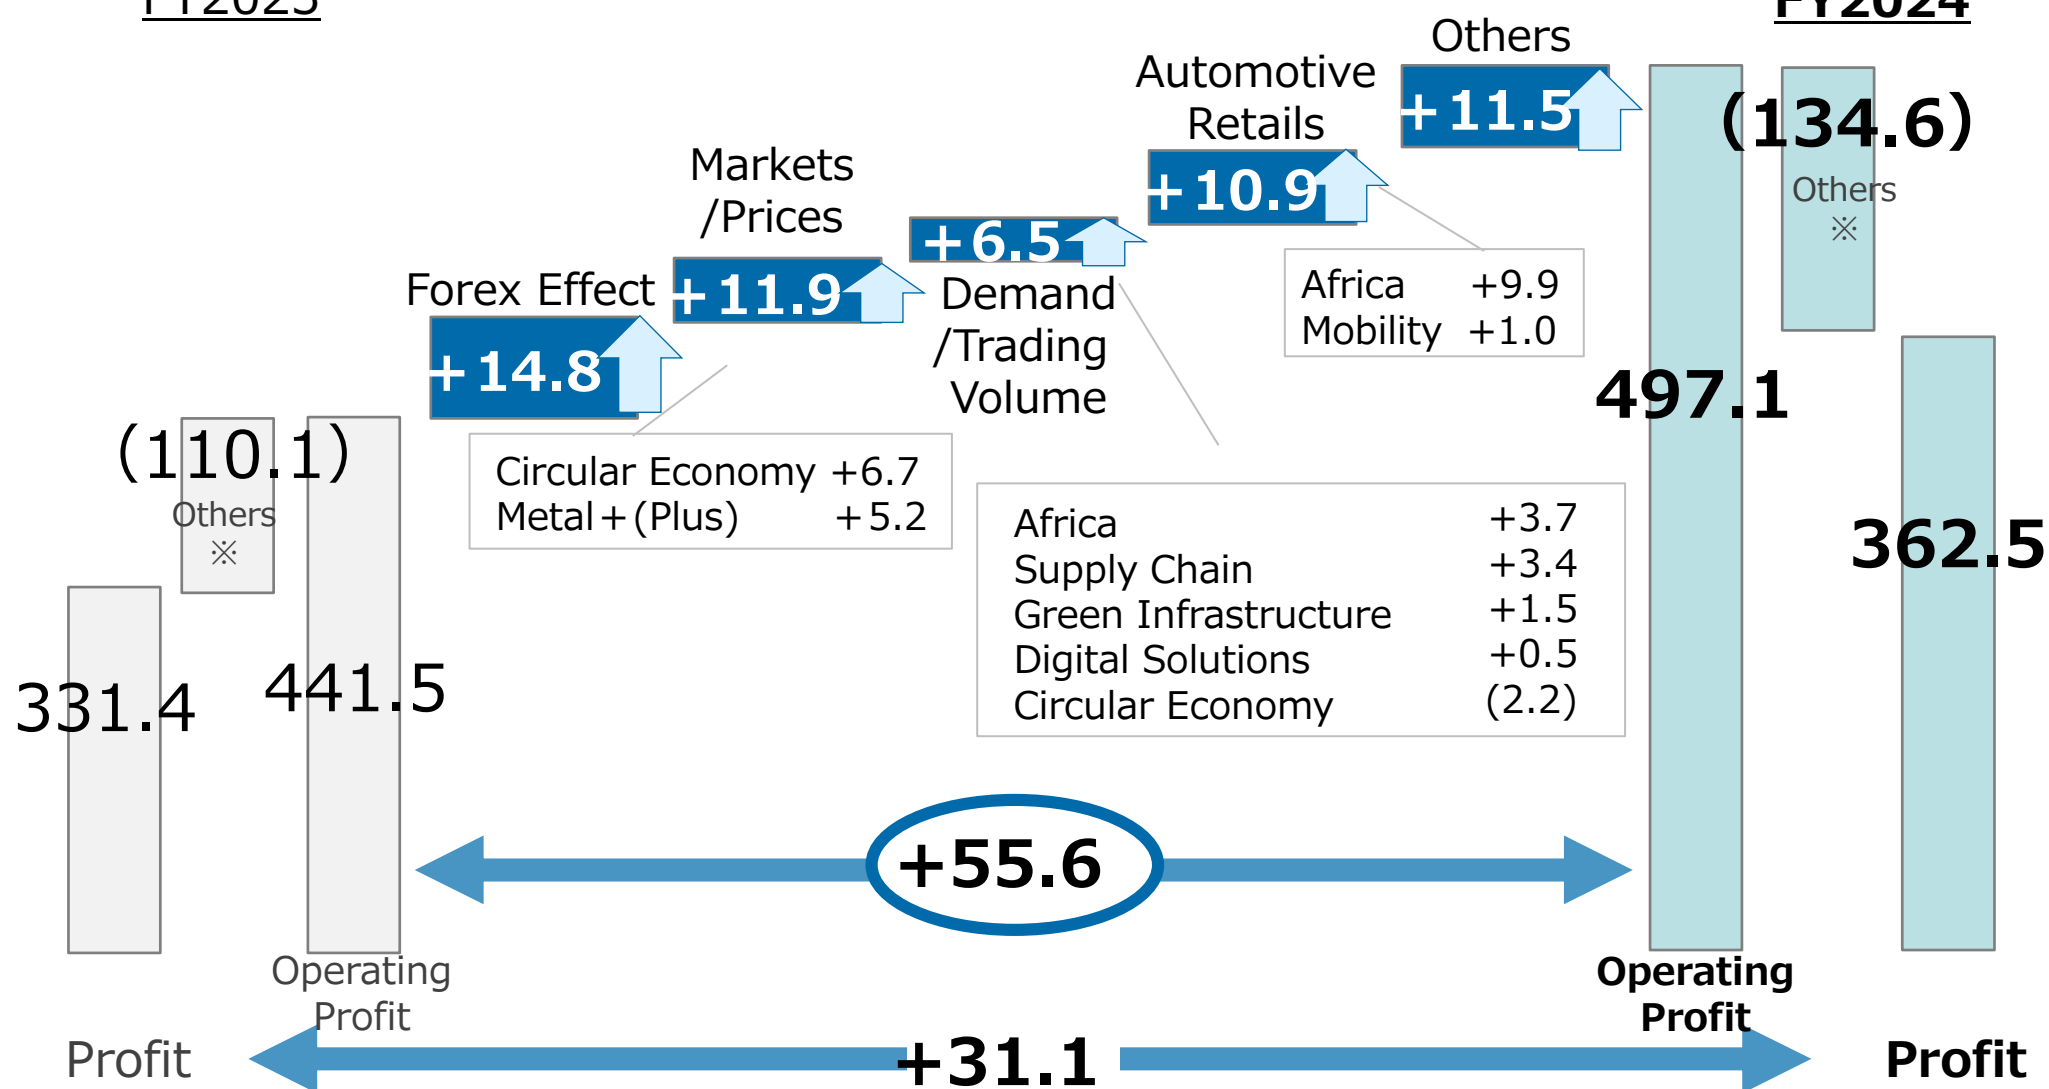 FY2023
FY2024
Others
+11.5
Automotive
Retails
+10.9
Markets
/Prices
+11.9
+6.5
Demand
/Trading
Volume
Forex Effect
+14.8
(134.6)
Others
※
Africa +9.9
Mobility +1.0
497.1
(110.1)
Others
※
Circular Economy +6.7
Metal+(Plus) +5.2
Africa +3.7
Supply Chain +3.4
Green Infrastructure +1.5
Digital Solutions +0.5
Circular Economy (2.2)
362.5
331.4
441.5
+55.6
Operating
Profit
Operating
Profit
Profit
+31.1
Profit